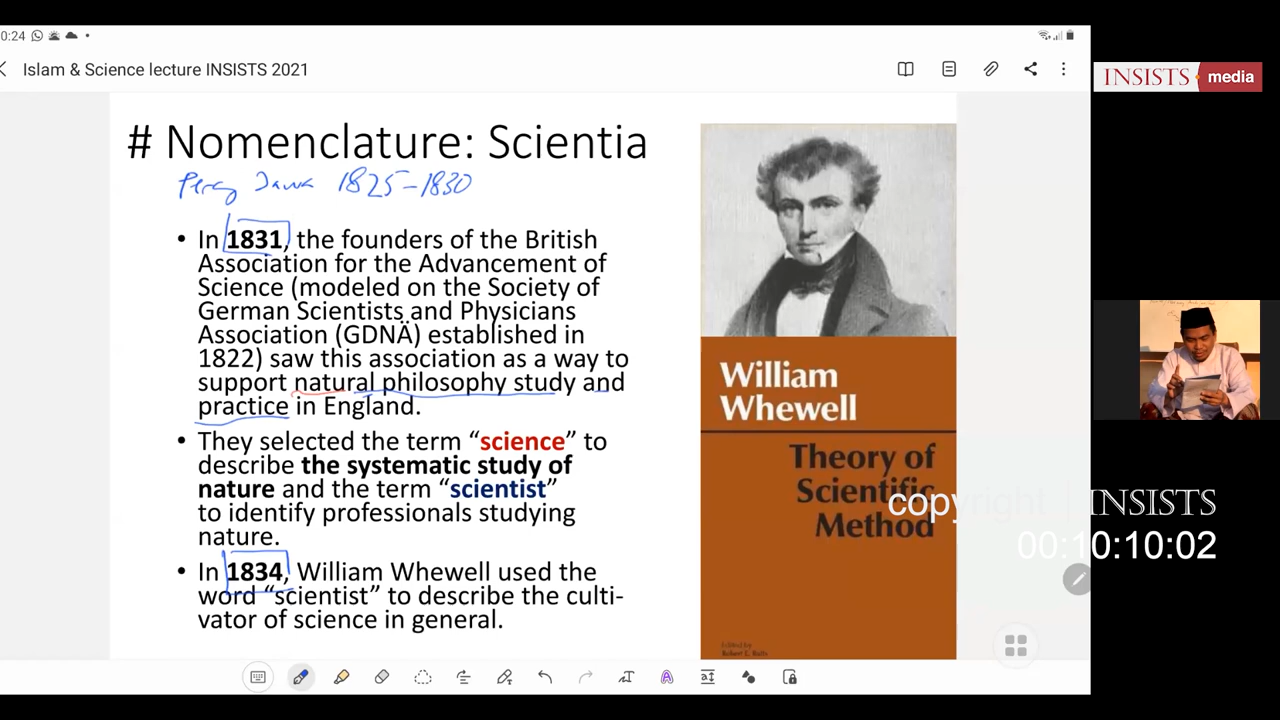 0:24
Islam & Science lecture INSISTS 2021
INSISTS media
# Nomenclature: Scientia
Perang Jawa 1825-1830
• In 1831, the founders of the British
Association for the Advancement of
Science (modeled on the Society of
German Scientists and Physicians
Association (GDNÄ) established in
1822) saw this association as a way to
support natural philosophy study and
practice in England.
• They selected the term “science” to
describe the systematic study of
nature and the term “scientist”
to identify professionals studying
nature.
• In 1834, William Whewell used the
word “scientist” to describe the culti-
vator of science in general.
William
Whewell
Theory of
Scientific
Method
Edited by
Robert E. Butts
copyright | INSISTS
00:10:10:02